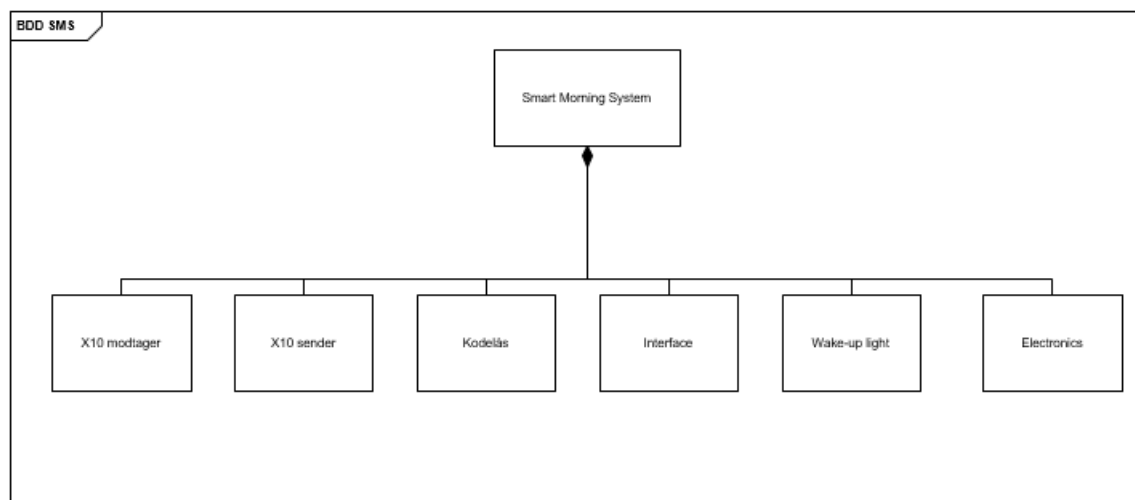 BDD SMS
Smart Morning System
X10 modtager
X10 sender
Kodelås
Interface
Wake-up light
Electronics